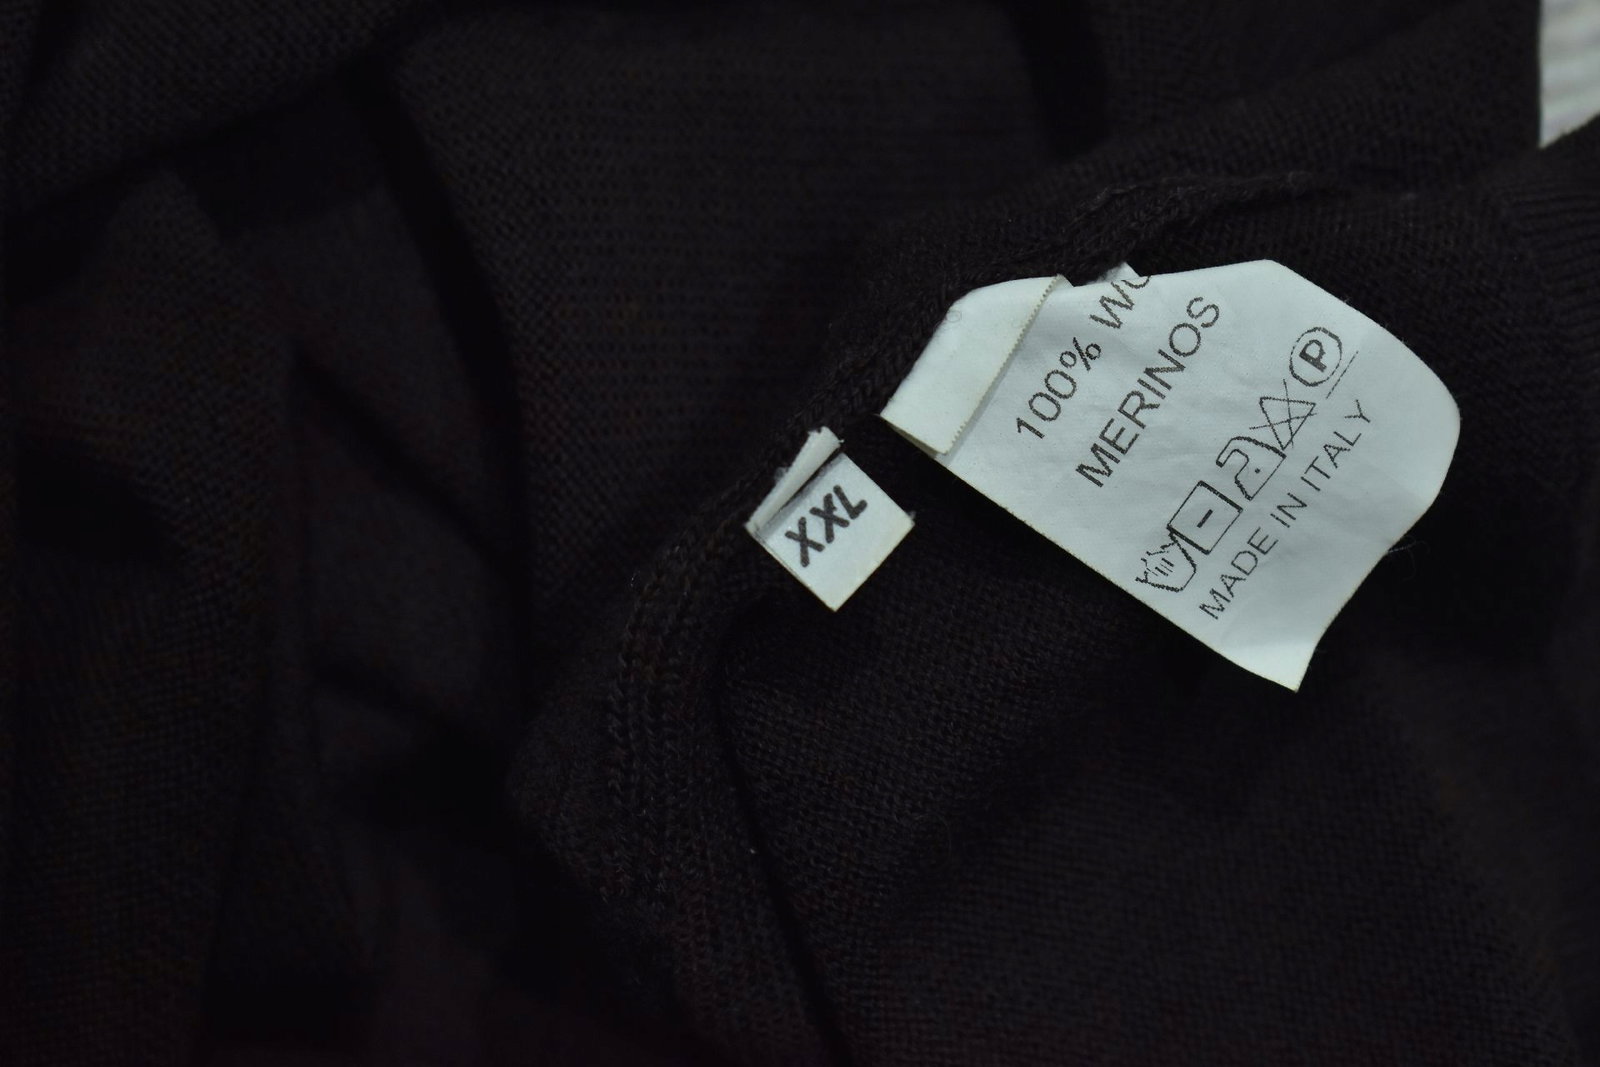 100%
MERINOS
P
MADE IN ITALY
XXL